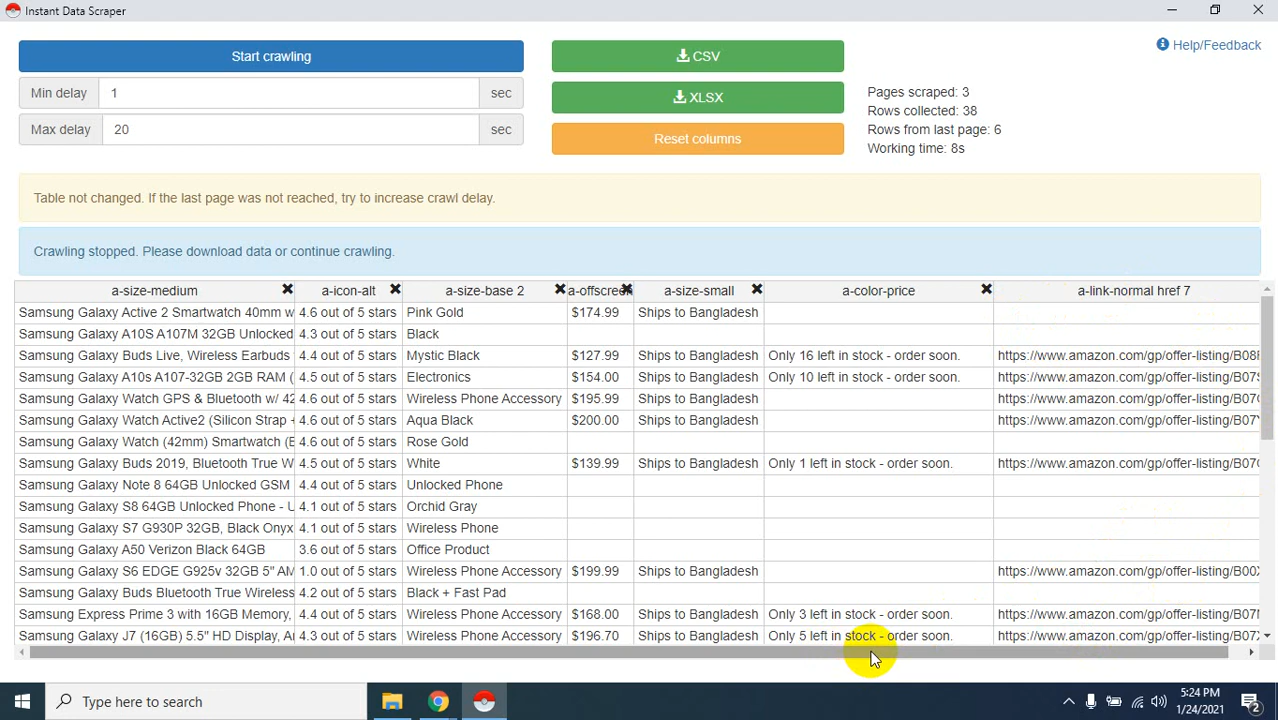 Instant Data Scraper
Start crawling
CSV
Help/Feedback
Min delay 1 sec
XLSX
Pages scraped: 3
Rows collected: 38
Max delay 20 sec
Rows from last page: 6
Reset columns
Working time: 8s
Table not changed. If the last page was not reached, try to increase crawl delay.
Crawling stopped. Please download data or continue crawling.
a-size-medium a-icon-alt a-size-base 2 a-offscreen a-size-small a-color-price a-link-normal href 7
Samsung Galaxy Active 2 Smartwatch 40mm w 4.6 out of 5 stars Pink Gold $174.99 Ships to Bangladesh
Samsung Galaxy A10S A107M 32GB Unlocked 4.3 out of 5 stars Black
Samsung Galaxy Buds Live, Wireless Earbuds 4.4 out of 5 stars Mystic Black $127.99 Ships to Bangladesh Only 16 left in stock - order soon. https://www.amazon.com/gp/offer-listing/B08
Samsung Galaxy A10s A107-32GB 2GB RAM ( 4.5 out of 5 stars Electronics $154.00 Ships to Bangladesh Only 10 left in stock - order soon. https://www.amazon.com/gp/offer-listing/B07
Samsung Galaxy Watch GPS & Bluetooth w/ 42 4.6 out of 5 stars Wireless Phone Accessory $195.99 Ships to Bangladesh https://www.amazon.com/gp/offer-listing/B07
Samsung Galaxy Watch Active2 (Silicon Strap + 4.6 out of 5 stars Aqua Black $200.00 Ships to Bangladesh https://www.amazon.com/gp/offer-listing/B07
Samsung Galaxy Watch (42mm) Smartwatch (B 4.6 out of 5 stars Rose Gold
Samsung Galaxy Buds 2019, Bluetooth True W 4.5 out of 5 stars White $139.99 Ships to Bangladesh Only 1 left in stock - order soon. https://www.amazon.com/gp/offer-listing/B07
Samsung Galaxy Note 8 64GB Unlocked GSM 4.4 out of 5 stars Unlocked Phone
Samsung Galaxy S8 64GB Unlocked Phone - U 4.1 out of 5 stars Orchid Gray
Samsung Galaxy S7 G930P 32GB, Black Onyx 4.1 out of 5 stars Wireless Phone
Samsung Galaxy A50 Verizon Black 64GB 3.6 out of 5 stars Office Product
Samsung Galaxy S6 EDGE G925v 32GB 5" AM 1.0 out of 5 stars Wireless Phone Accessory $199.99 Ships to Bangladesh https://www.amazon.com/gp/offer-listing/B00
Samsung Galaxy Buds Bluetooth True Wireless 4.2 out of 5 stars Black + Fast Pad
Samsung Express Prime 3 with 16GB Memory, 4.4 out of 5 stars Wireless Phone Accessory $168.00 Ships to Bangladesh Only 3 left in stock - order soon. https://www.amazon.com/gp/offer-listing/B07
Samsung Galaxy J7 (16GB) 5.5" HD Display, A 4.3 out of 5 stars Wireless Phone Accessory $196.70 Ships to Bangladesh Only 5 left in stock - order soon. https://www.amazon.com/gp/offer-listing/B07
Type here to search
5:24 PM
1/24/2021
2